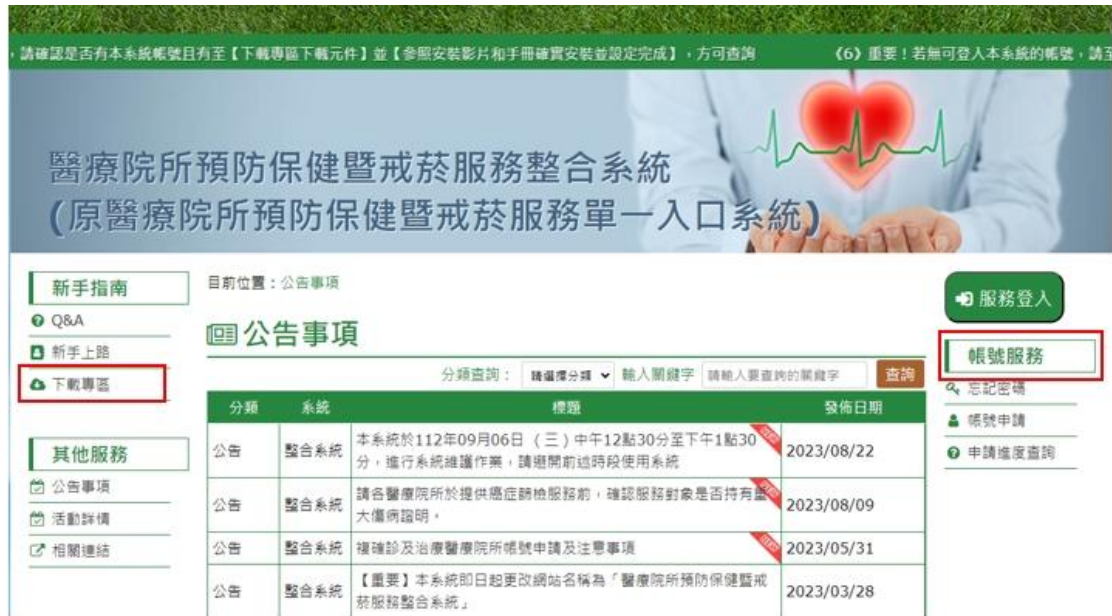 ，請確認是否有本系統帳號且有至【下載專區下載元件】並【參照安裝影片和手冊確實安裝並設定完成】，方可查詢 《6》重要！若無可登入本系統的帳號，請至
醫療院所預防保健暨戒菸服務整合系統
(原醫療院所預防保健暨戒菸服務單一入口系統)
新手指南
Q&A
新手上路
下載專區
其他服務
公告事項
活動詳情
相關連結
目前位置：公告事項
公告事項
分類查詢： 請選擇分類 輸入關鍵字 請輸入要查詢的關鍵字 查詢
分類 系統 標題 發佈日期
公告 整合系統 本系統於112年09月06日 （三）中午12點30分至下午1點30
分，進行系統維護作業，請避開前述時段使用系統 2023/08/22
公告 整合系統 請各醫療院所於提供癌症篩檢服務前，確認服務對象是否持有重
大傷病證明。 2023/08/09
公告 整合系統 複確診及治療醫療院所帳號申請及注意事項 2023/05/31
公告 整合系統 【重要】本系統即日起更改網站名稱為「醫療院所預防保健暨戒
菸服務整合系統」 2023/03/28
服務登入
帳號服務
忘記密碼
帳號申請
申請進度查詢